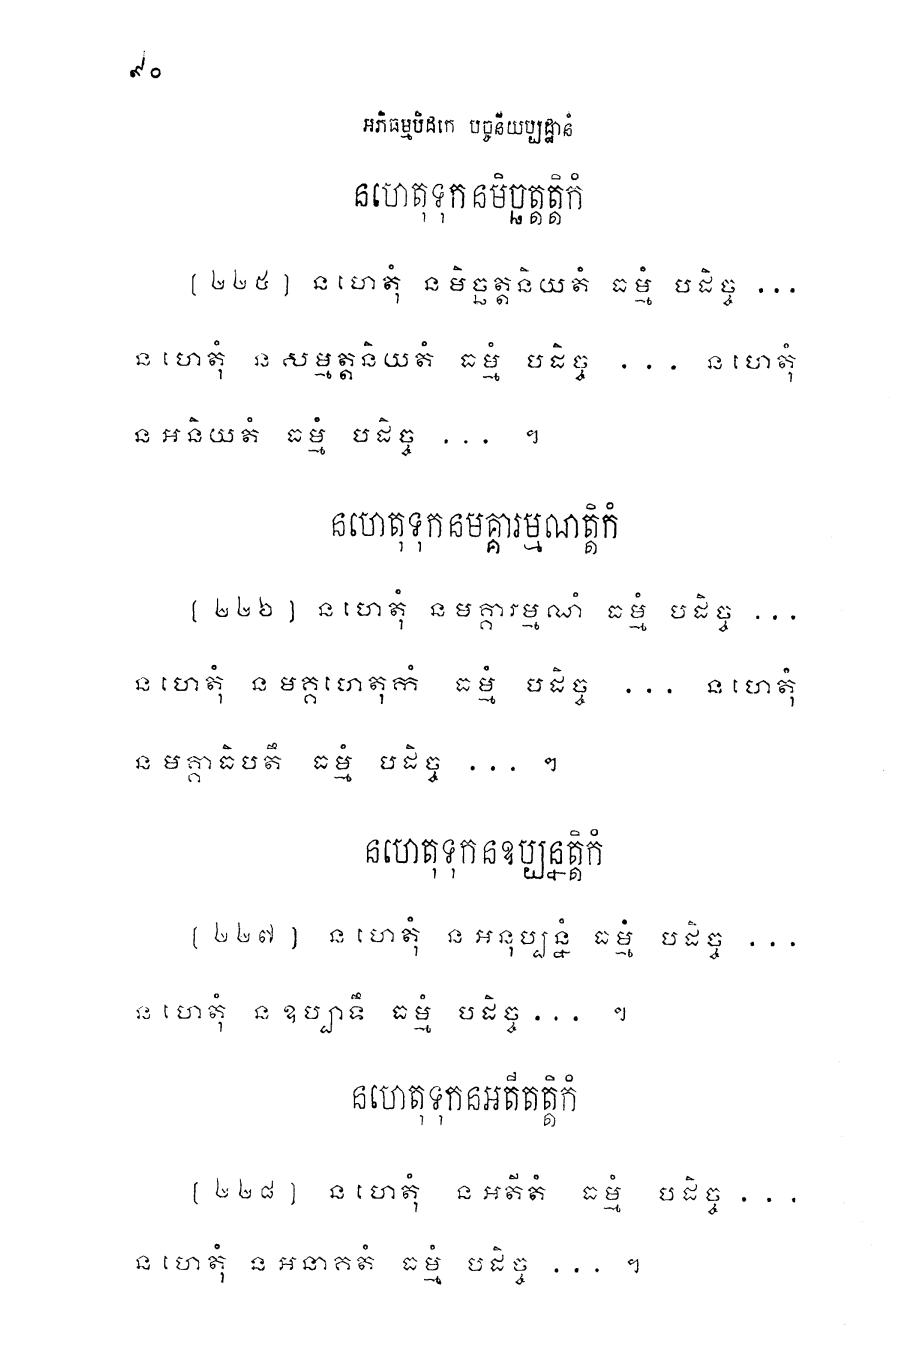 ៩០
អភិធម្មបិដកេ បច្ចនីយប្បដ្ឋានំ
នហេតុទុកនមិច្ឆត្តត្តិកំ
(២២៥) នហេតុំ នមិច្ឆត្តនិយតំ ធម្មំ បដិច្ច ...
នហេតុំ នសម្មត្តនិយតំ ធម្មំ បដិច្ច ... នហេតុំ
នអនិយតំ ធម្មំ បដិច្ច ... ។
នហេតុទុកនមគ្គារម្មណត្តិកំ
(២២៦) នហេតុំ នមគ្គារម្មណំ ធម្មំ បដិច្ច ...
នហេតុំ នមគ្គហេតុកំ ធម្មំ បដិច្ច ... នហេតុំ
នមគ្គាធិបតឹ ធម្មំ បដិច្ច ... ។
នហេតុទុកនឧប្បន្នត្តិកំ
(២២៧) នហេតុំ នអនុប្បន្នំ ធម្មំ បដិច្ច ...
នហេតុំ នឧប្បាទឹ ធម្មំ បដិច្ច ... ។
នហេតុទុកនអតីតត្តិកំ
(២២៨) នហេតុំ នអតីតំ ធម្មំ បដិច្ច ...
នហេតុំ នអនាគតំ ធម្មំ បដិច្ច ... ។